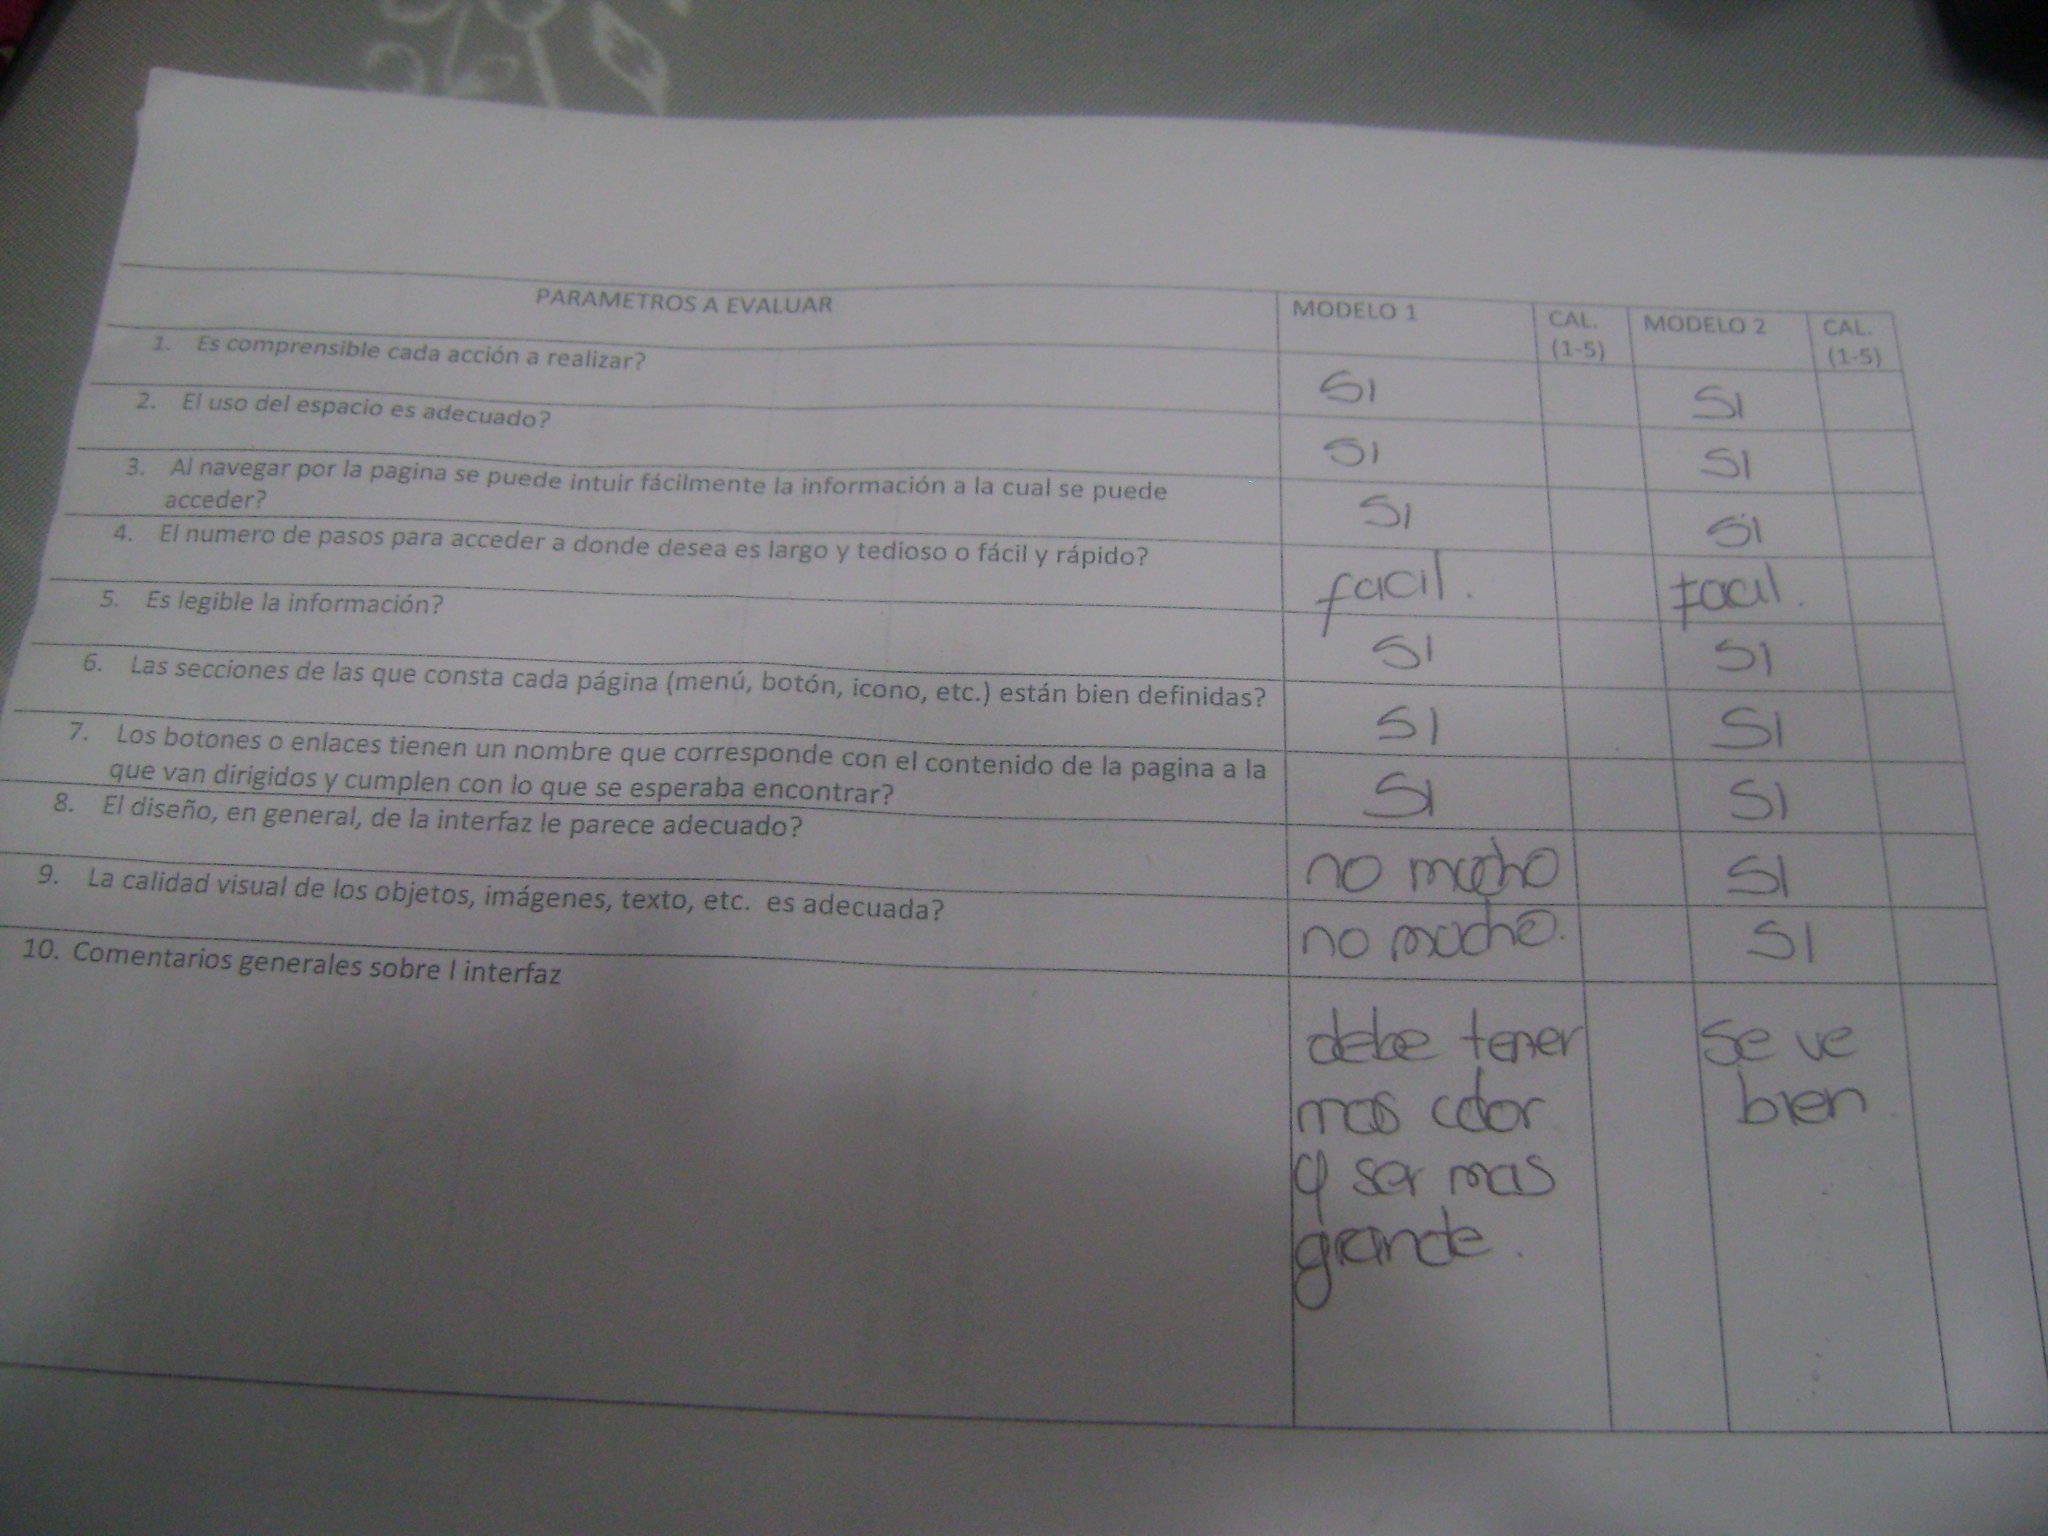 PARAMETROS A EVALUAR MODELO 1 CAL. (1-5) MODELO 2 CAL. (1-5)
1. Es comprensible cada acción a realizar? SI SI
2. El uso del espacio es adecuado? SI SI
3. Al navegar por la pagina se puede intuir fácilmente la información a la cual se puede
acceder? SI SI
4. El numero de pasos para acceder a donde desea es largo y tedioso o fácil y rápido? facil. facil.
5. Es legible la información? SI SI
6. Las secciones de las que consta cada página (menú, botón, icono, etc.) están bien definidas? SI SI
7. Los botones o enlaces tienen un nombre que corresponde con el contenido de la pagina a la
que van dirigidos y cumplen con lo que se esperaba encontrar? SI SI
8. El diseño, en general, de la interfaz le parece adecuado? no mucho SI
9. La calidad visual de los objetos, imágenes, texto, etc. es adecuada? no mucho. SI
10. Comentarios generales sobre l interfaz
debe tener Se ve
mas color bien
y ser mas
grande.